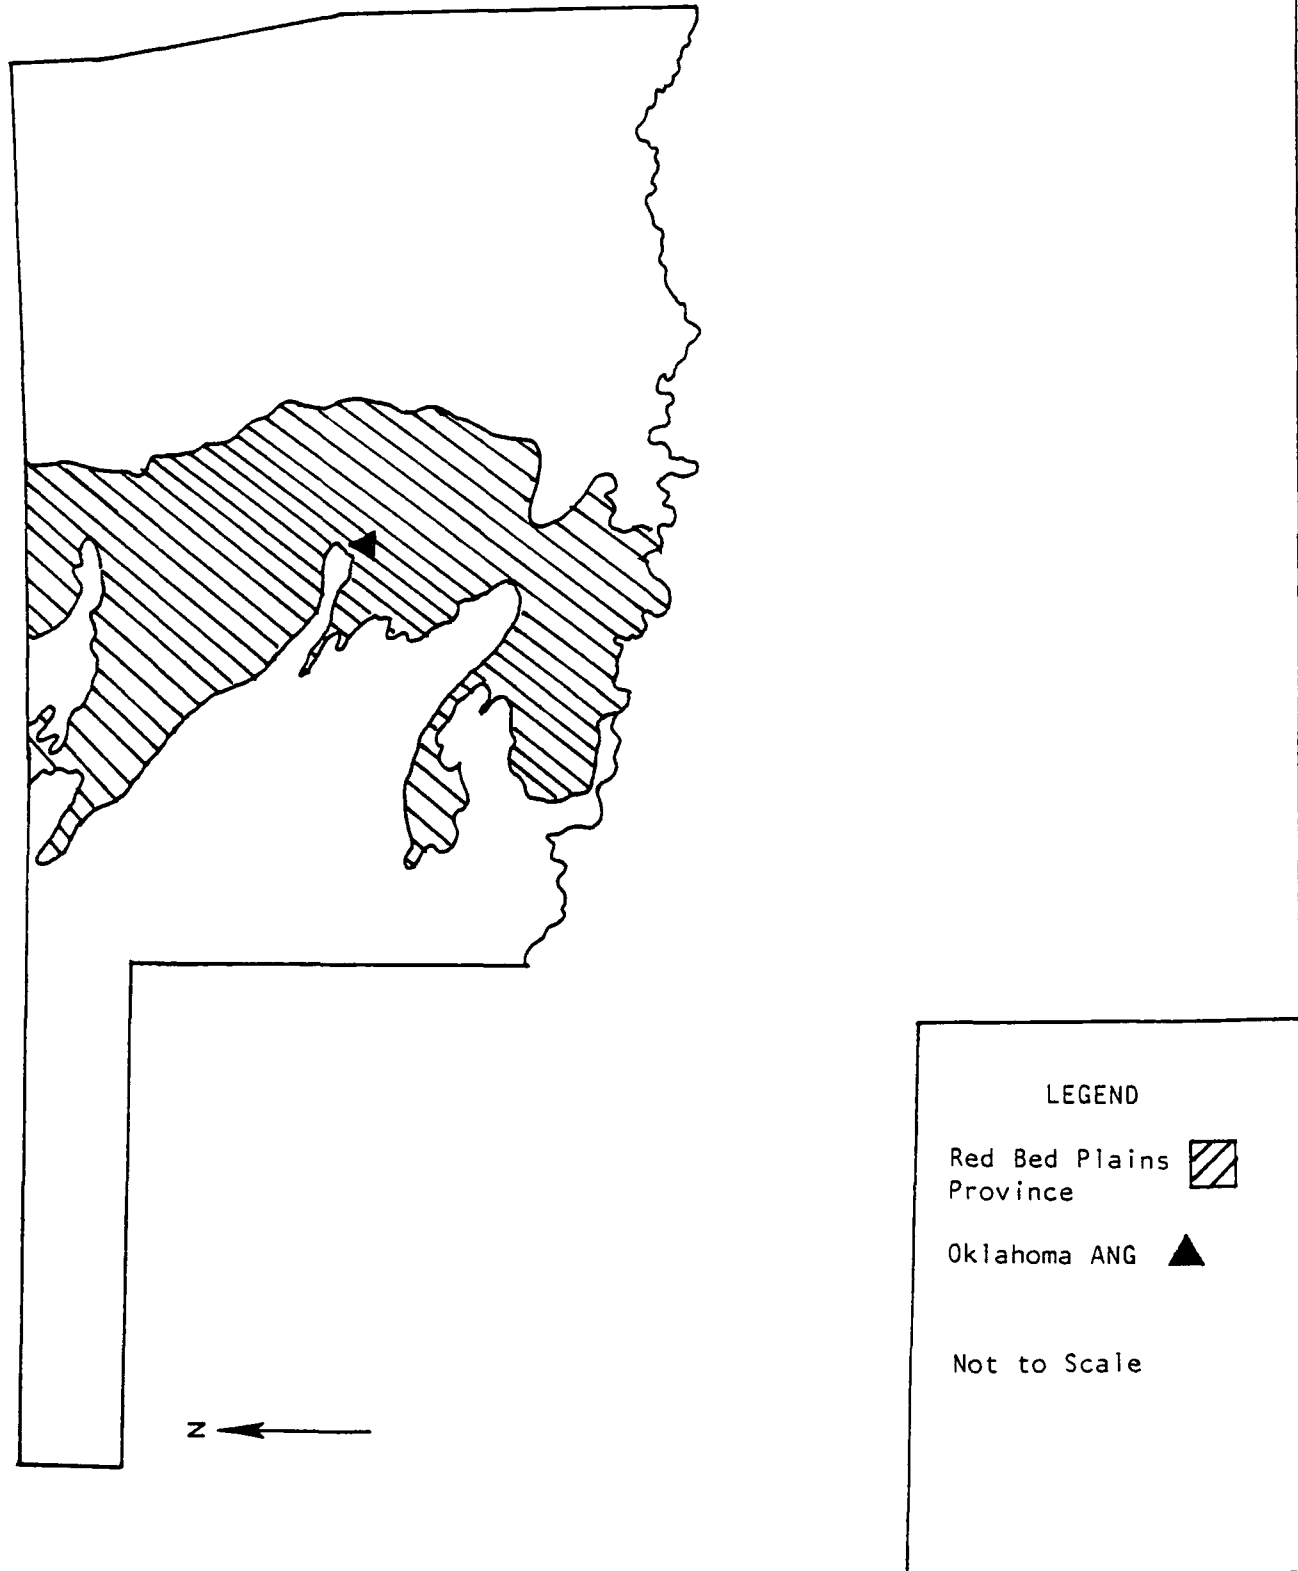 N
LEGEND
Red Bed Plains
Province
Oklahoma ANG
Not to Scale